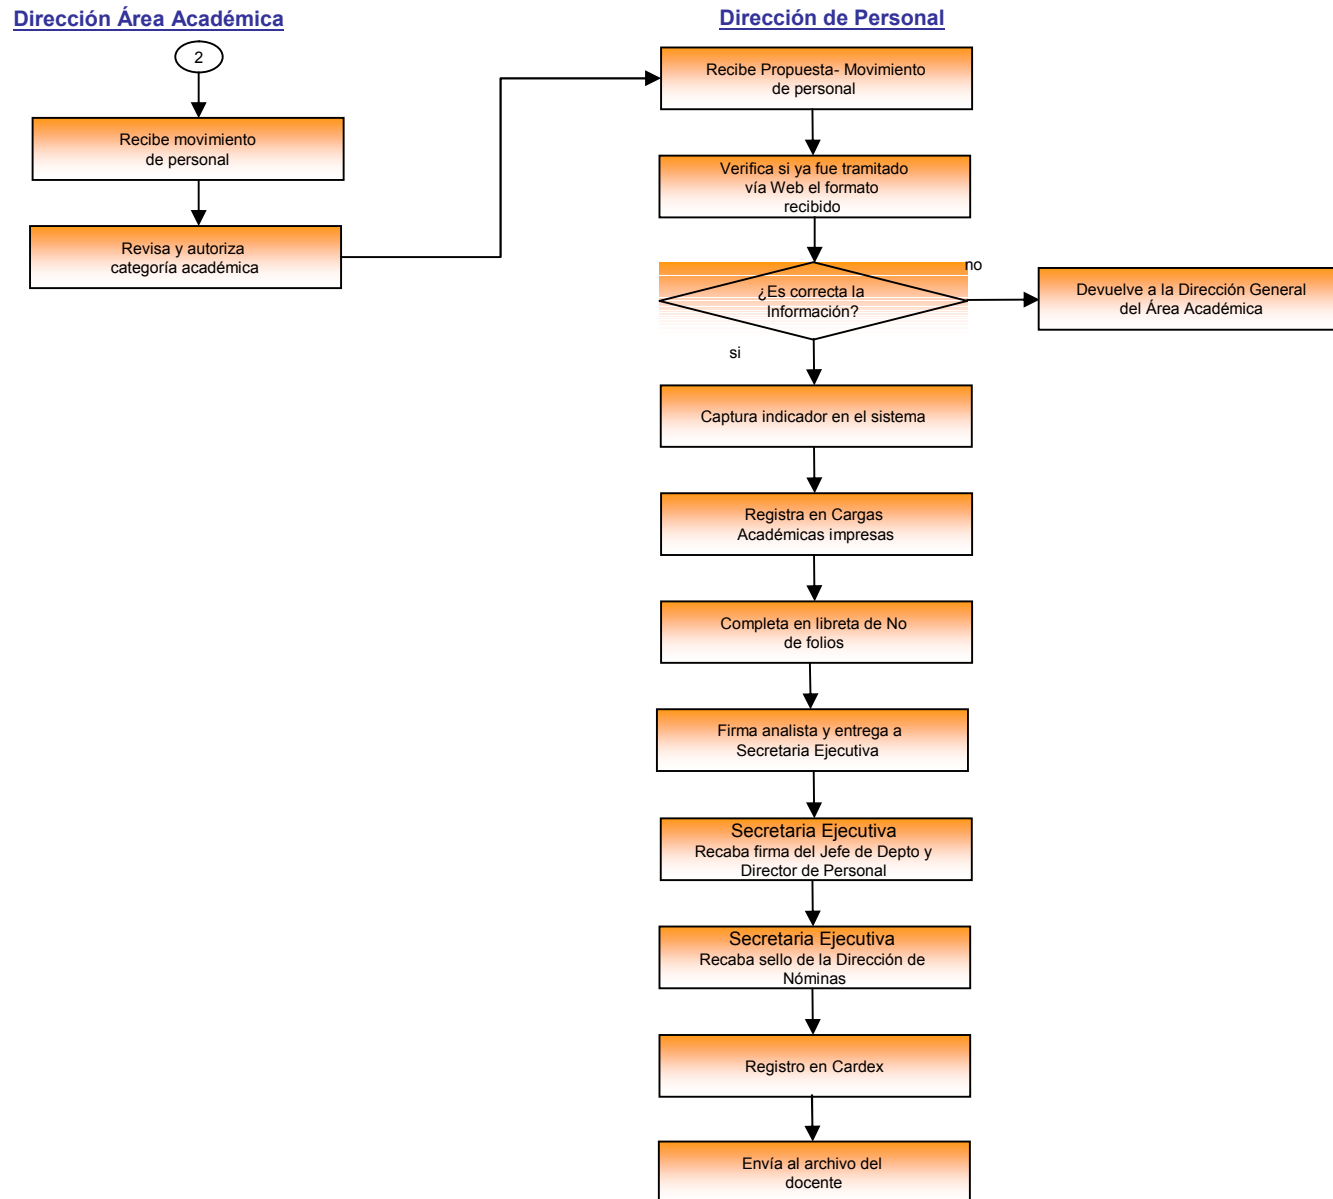 Dirección Área Académica
2
Recibe movimiento
de personal
Revisa y autoriza
categoría académica
Dirección de Personal
Recibe Propuesta- Movimiento
de personal
Verifica si ya fue tramitado
vía Web el formato
recibido
¿Es correcta la
Información?
no
Devuelve a la Dirección General
del Área Académica
si
Captura indicador en el sistema
Registra en Cargas
Académicas impresas
Completa en libreta de No
de folios
Firma analista y entrega a
Secretaria Ejecutiva
Secretaria Ejecutiva
Recaba firma del Jefe de Depto y
Director de Personal
Secretaria Ejecutiva
Recaba sello de la Dirección de
Nóminas
Registro en Cardex
Envía al archivo del
docente